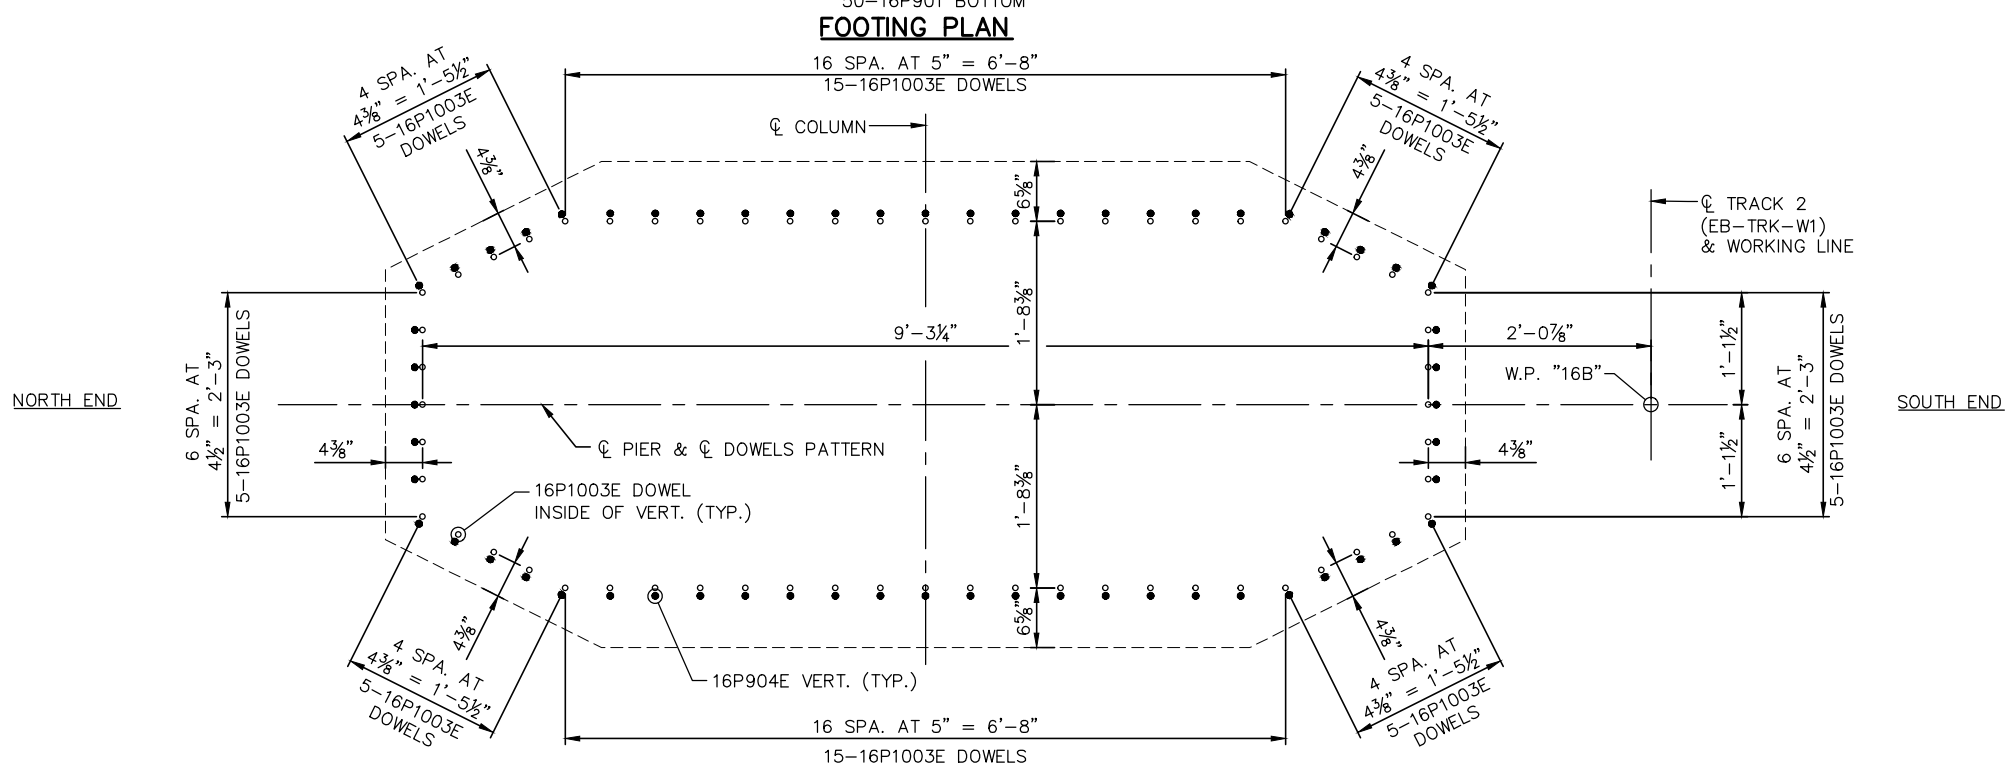 50-16P901 BOTTOM
FOOTING PLAN
16 SPA. AT 5" = 6'-8"
15-16P1003E DOWELS
4 SPA. AT
4⅜" = 1'-5½"
5-16P1003E
DOWELS
4⅜"
℄ COLUMN
4 SPA. AT
4⅜" = 1'-5½"
5-16P1003E
DOWELS
4⅜"
6⅝"
℄ TRACK 2
(EB-TRK-W1)
& WORKING LINE
1'-8⅜"
9'-3¼"
2'-0⅞"
1'-1½"
6 SPA. AT
4½" = 2'-3"
5-16P1003E DOWELS
NORTH END
W.P. "16B"
6 SPA. AT
4½" = 2'-3"
5-16P1003E DOWELS
SOUTH END
4⅜"
℄ PIER & ℄ DOWELS PATTERN
4⅜"
1'-1½"
16P1003E DOWEL
INSIDE OF VERT. (TYP.)
1'-8⅜"
6⅝"
4⅜"
4 SPA. AT
4⅜" = 1'-5½"
5-16P1003E
DOWELS
16P904E VERT. (TYP.)
4⅜"
4 SPA. AT
4⅜" = 1'-5½"
5-16P1003E
DOWELS
16 SPA. AT 5" = 6'-8"
15-16P1003E DOWELS